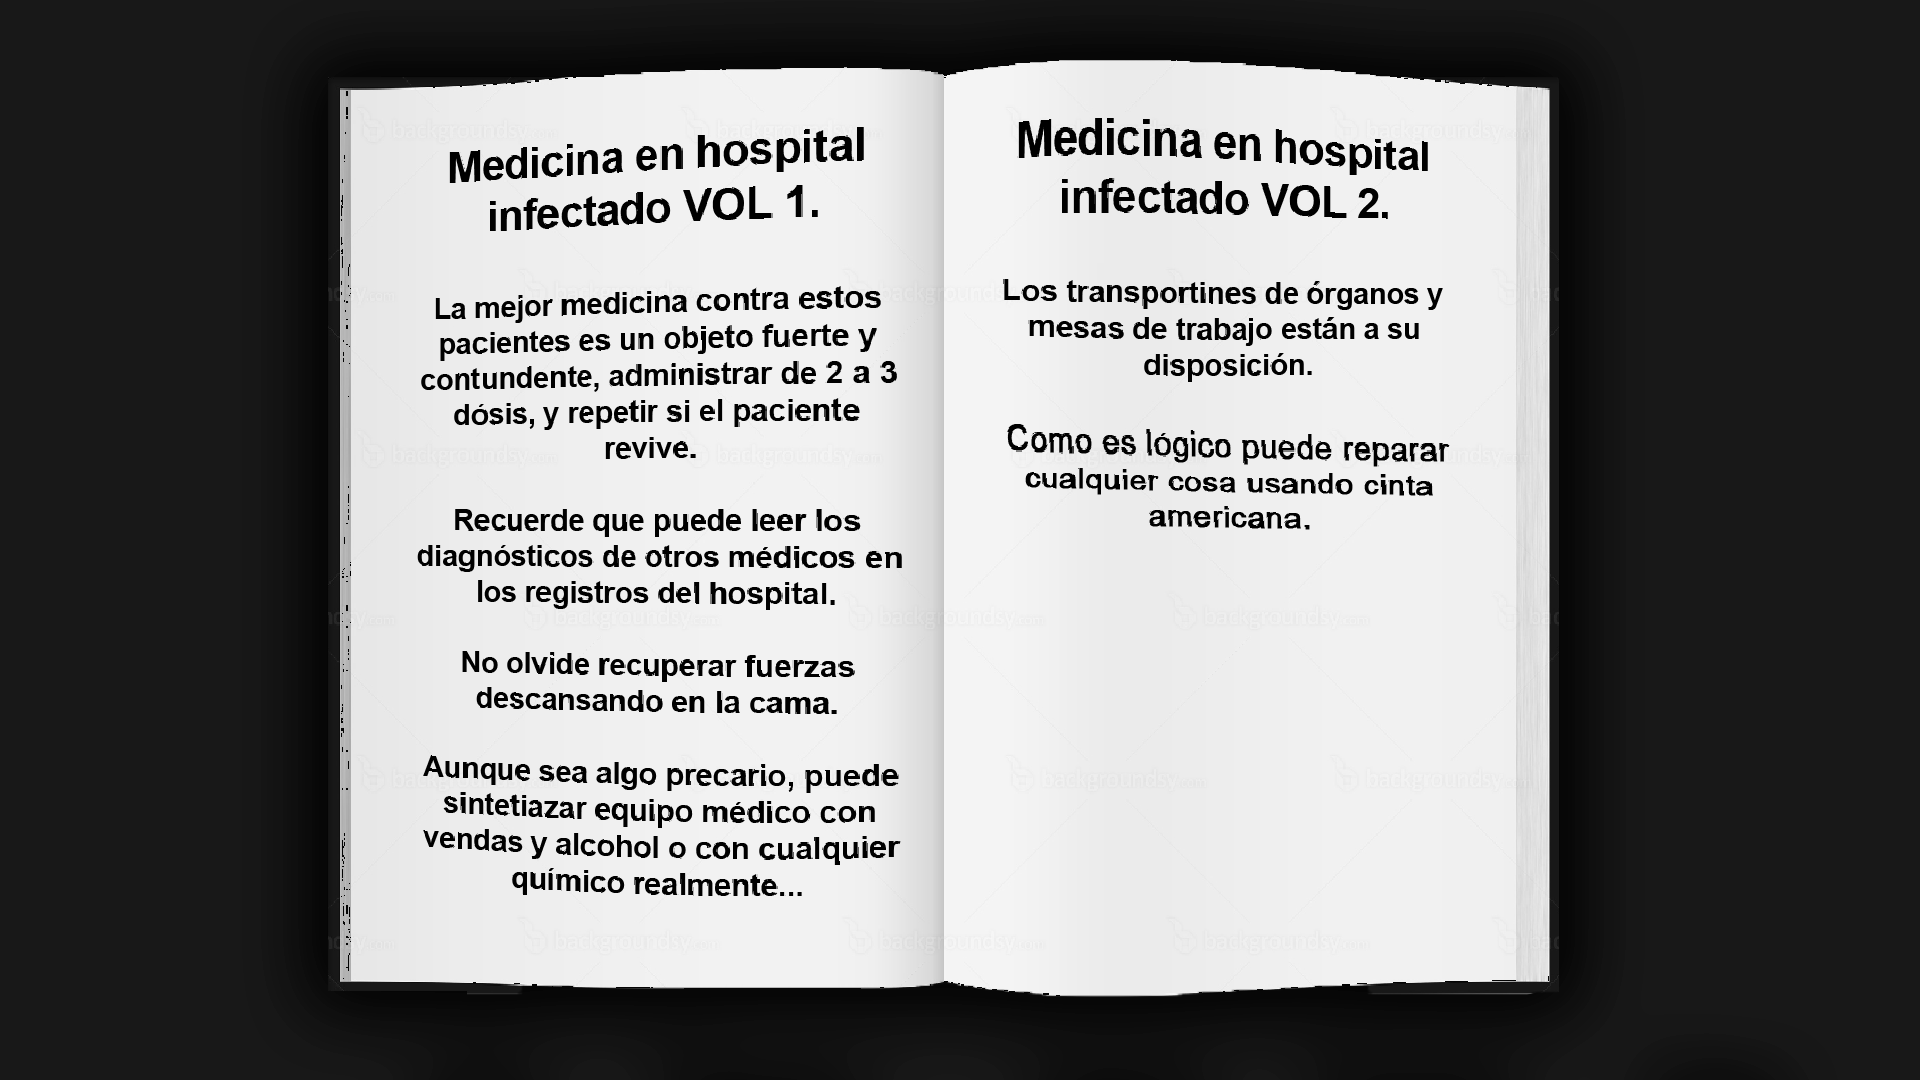 Medicina en hospital
infectado VOL 1.
La mejor medicina contra estos
pacientes es un objeto fuerte y
contundente, administrar de 2 a 3
dósis, y repetir si el paciente
revive.
Recuerde que puede leer los
diagnósticos de otros médicos en
los registros del hospital.
No olvide recuperar fuerzas
descansando en la cama.
Aunque sea algo precario, puede
sintetiazar equipo médico con
vendas y alcohol o con cualquier
químico realmente...
Medicina en hospital
infectado VOL 2.
Los transportines de órganos y
mesas de trabajo están a su
disposición.
Como es lógico puede reparar
cualquier cosa usando cinta
americana.